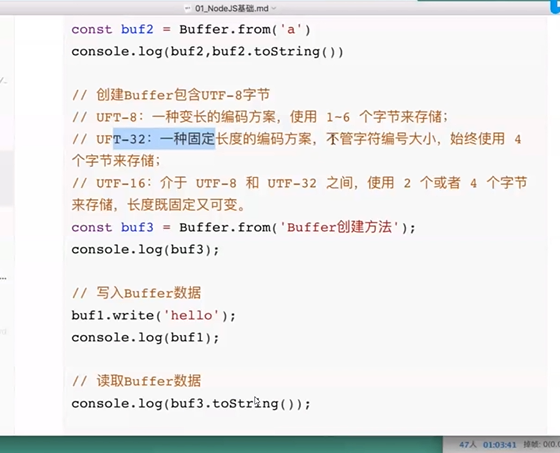 01_NodeJS基础.md
const buf2 = Buffer.from('a')
console.log(buf2,buf2.toString())
// 创建Buffer包含UTF-8字节
// UFT-8：一种变长的编码方案，使用 1-6 个字节来存储；
// UFT-32：一种固定长度的编码方案，不管字符编号大小，始终使用 4
个字节来存储；
// UTF-16：介于 UTF-8 和 UTF-32 之间，使用 2 个或者 4 个字节
来存储，长度既固定又可变。
const buf3 = Buffer.from('Buffer创建方法');
console.log(buf3);
// 写入Buffer数据
buf1.write('hello');
console.log(buf1);
// 读取Buffer数据
console.log(buf3.toString());
47人 01:03:41